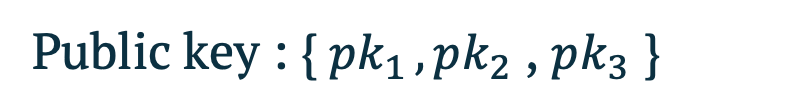 Public key : { pk₁ , pk₂ , pk₃ }